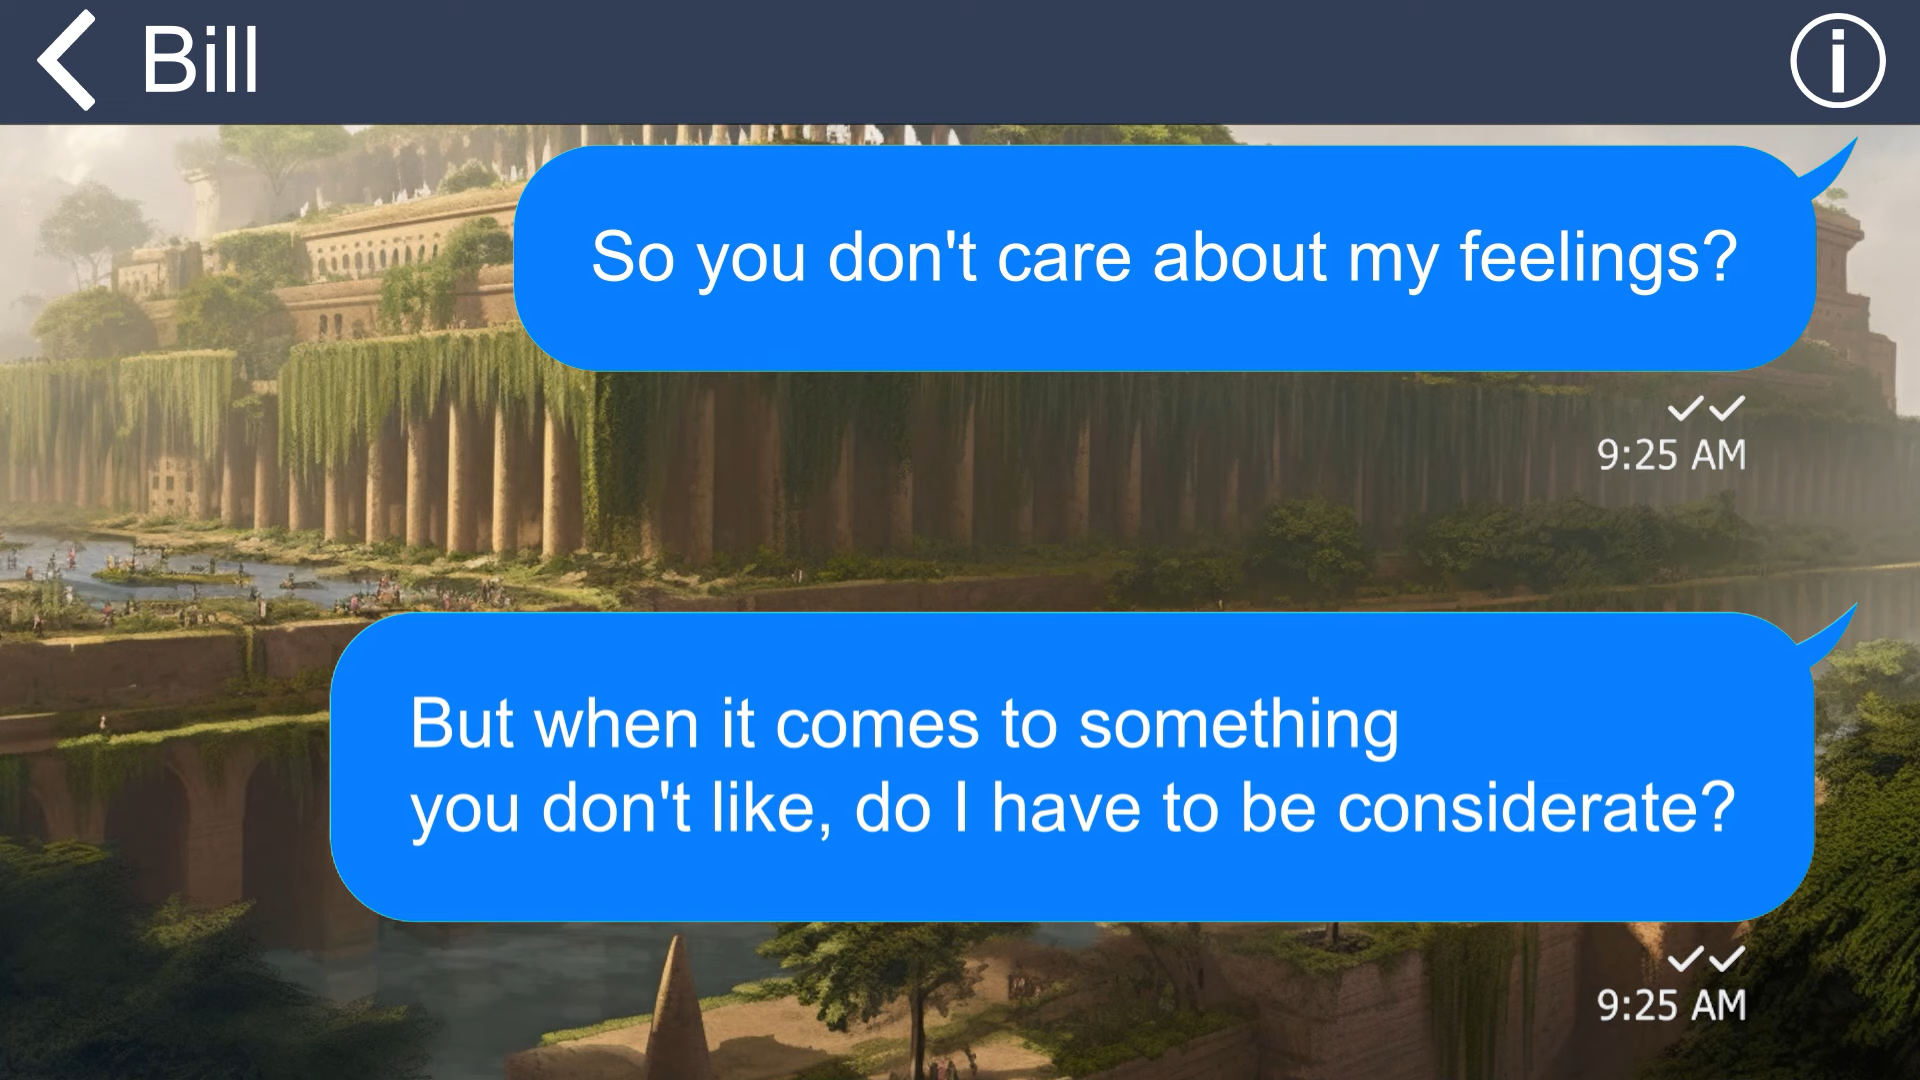 Bill
So you don't care about my feelings?
9:25 AM
But when it comes to something
you don't like, do I have to be considerate?
9:25 AM